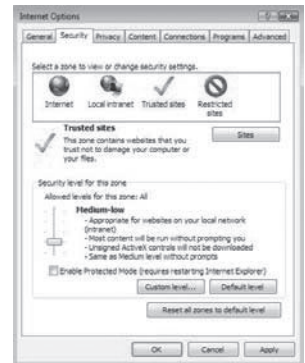 Internet Options
General Security Privacy Content Connections Programs Advanced
Select a zone to view or change security settings.
Internet Local intranet Trusted sites Restricted sites
Trusted sites
Sites
This zone contains websites that you
trust not to damage your computer or
your files.
Security level for this zone
Allowed levels for this zone: All
Medium-low
- Appropriate for websites on your local network
(intranet)
- Most content will be run without prompting you
- Unsigned ActiveX controls will not be downloaded
- Same as Medium level without prompts
Enable Protected Mode (requires restarting Internet Explorer)
Custom level... Default level
Reset all zones to default level
OK Cancel Apply